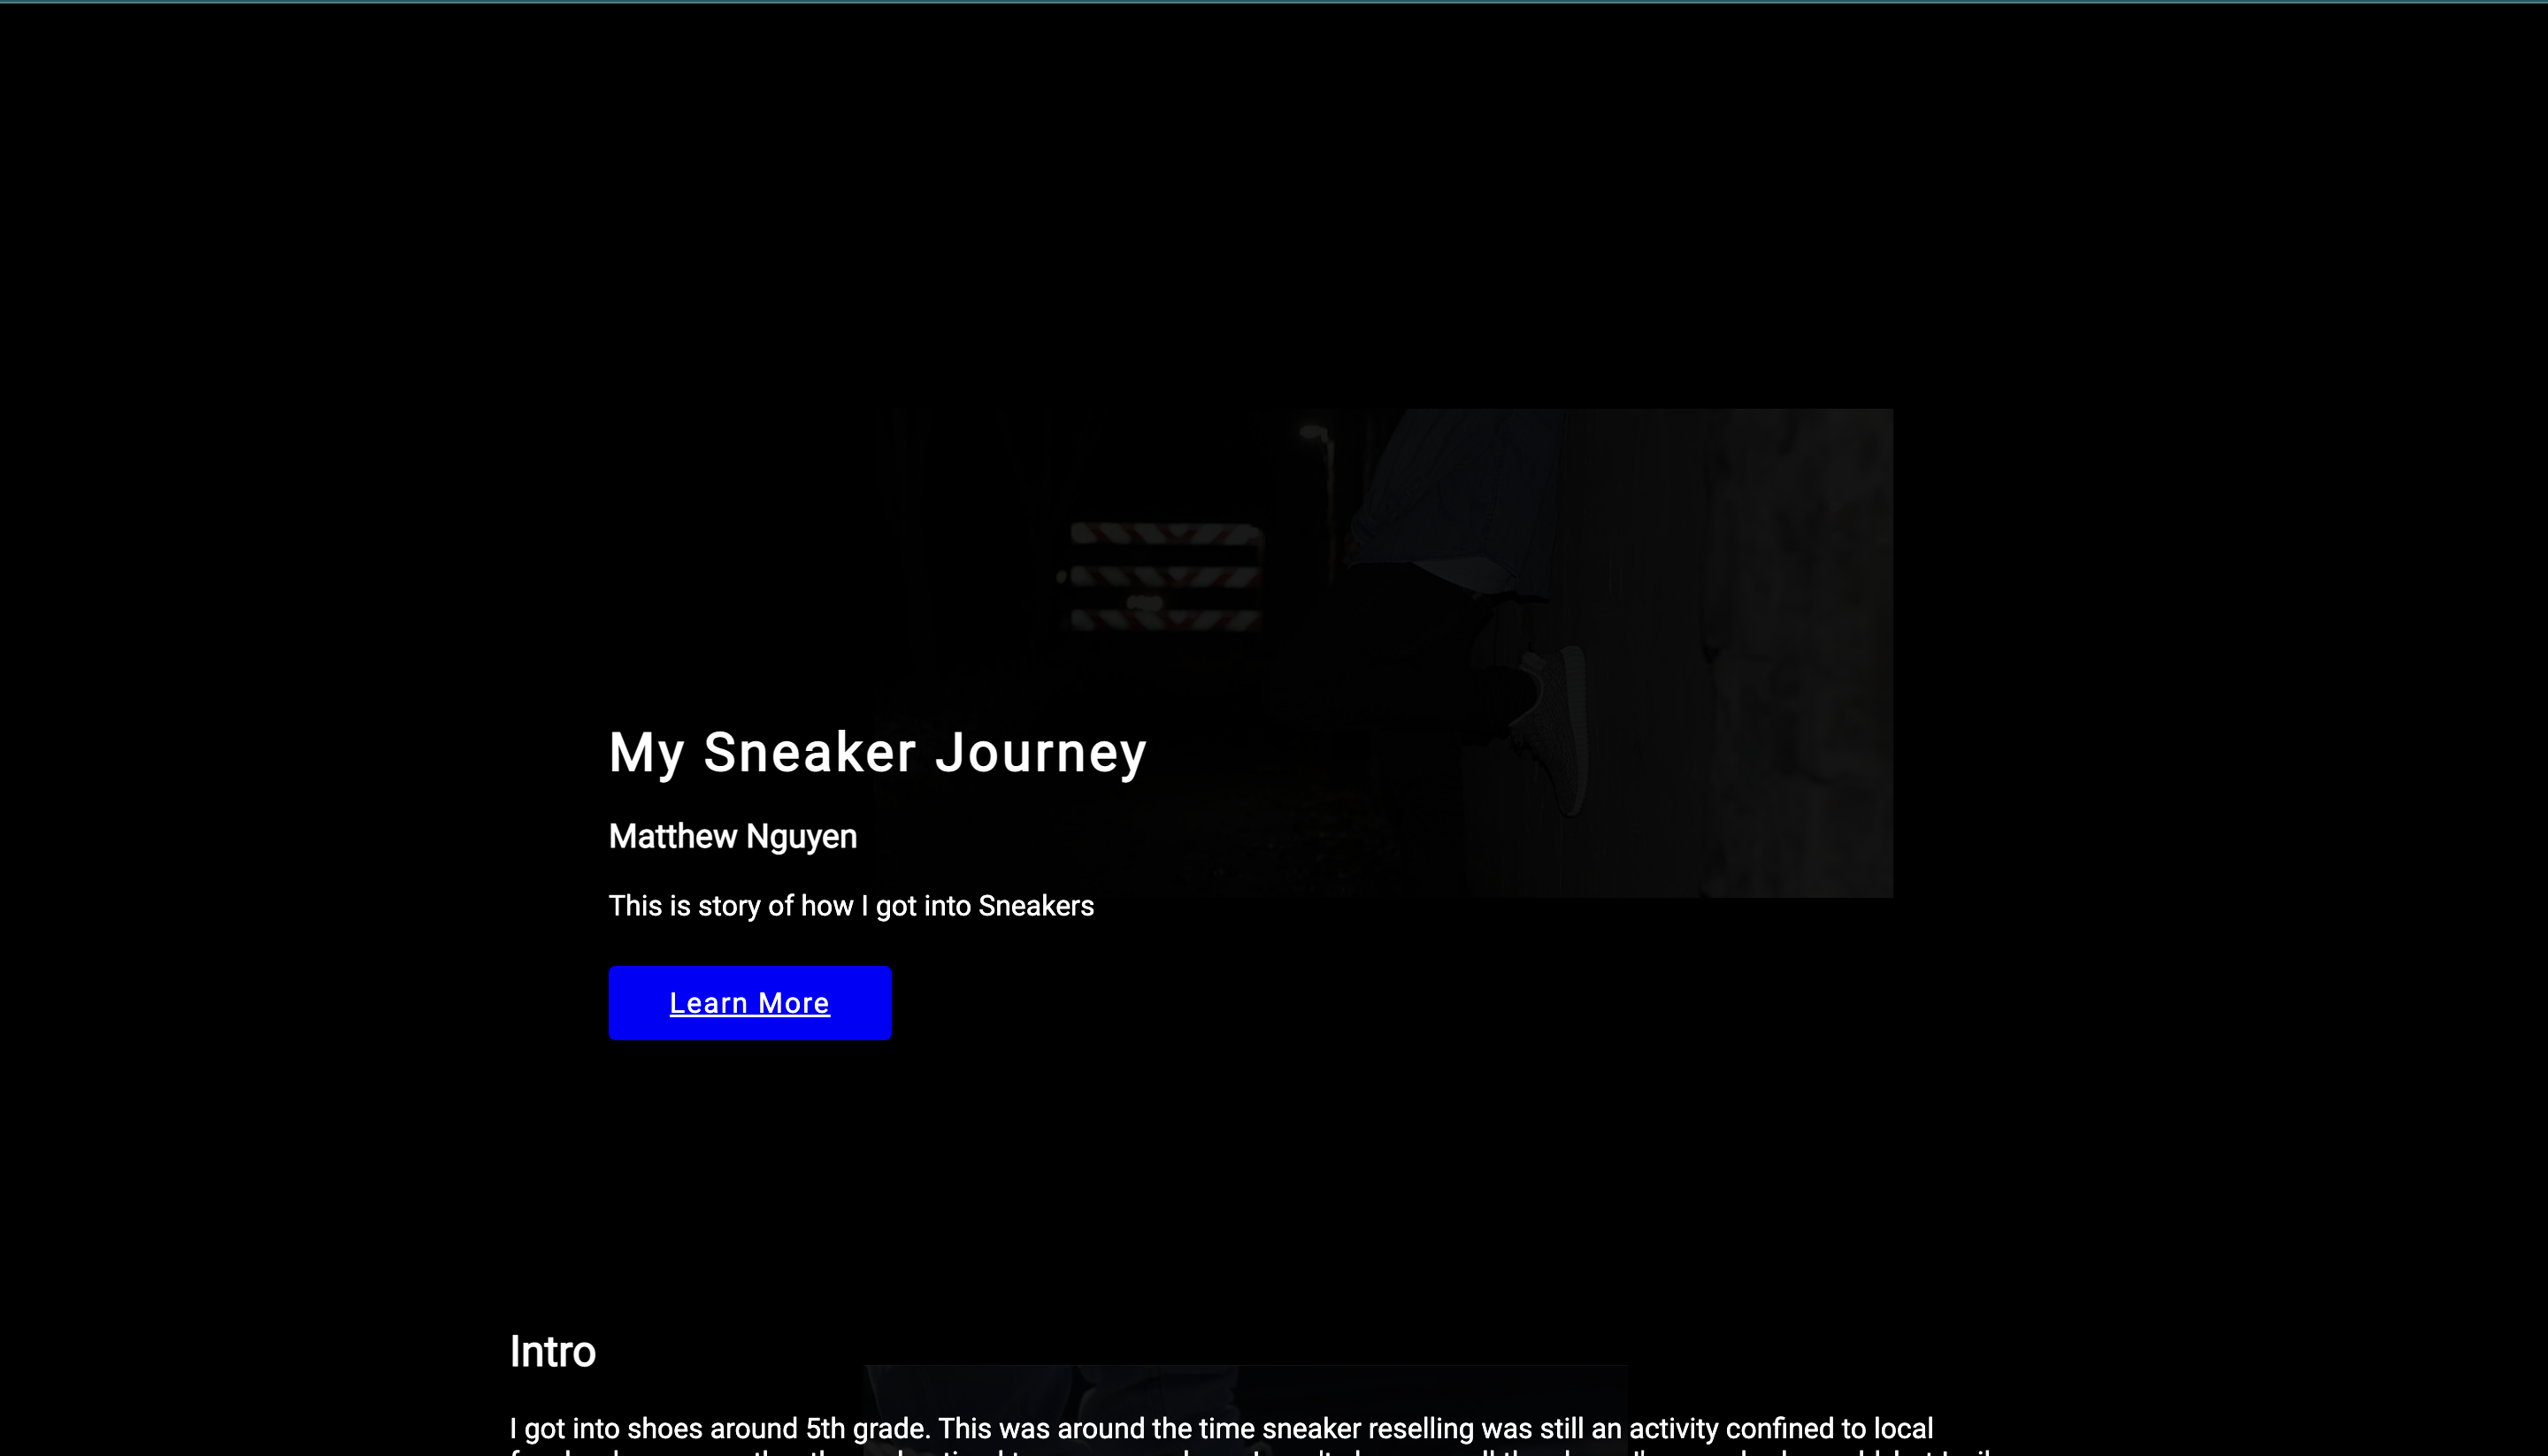 My Sneaker Journey
Matthew Nguyen
This is story of how I got into Sneakers
Learn More
Intro
I got into shoes around 5th grade. This was around the time sneaker reselling was still an activity confined to local